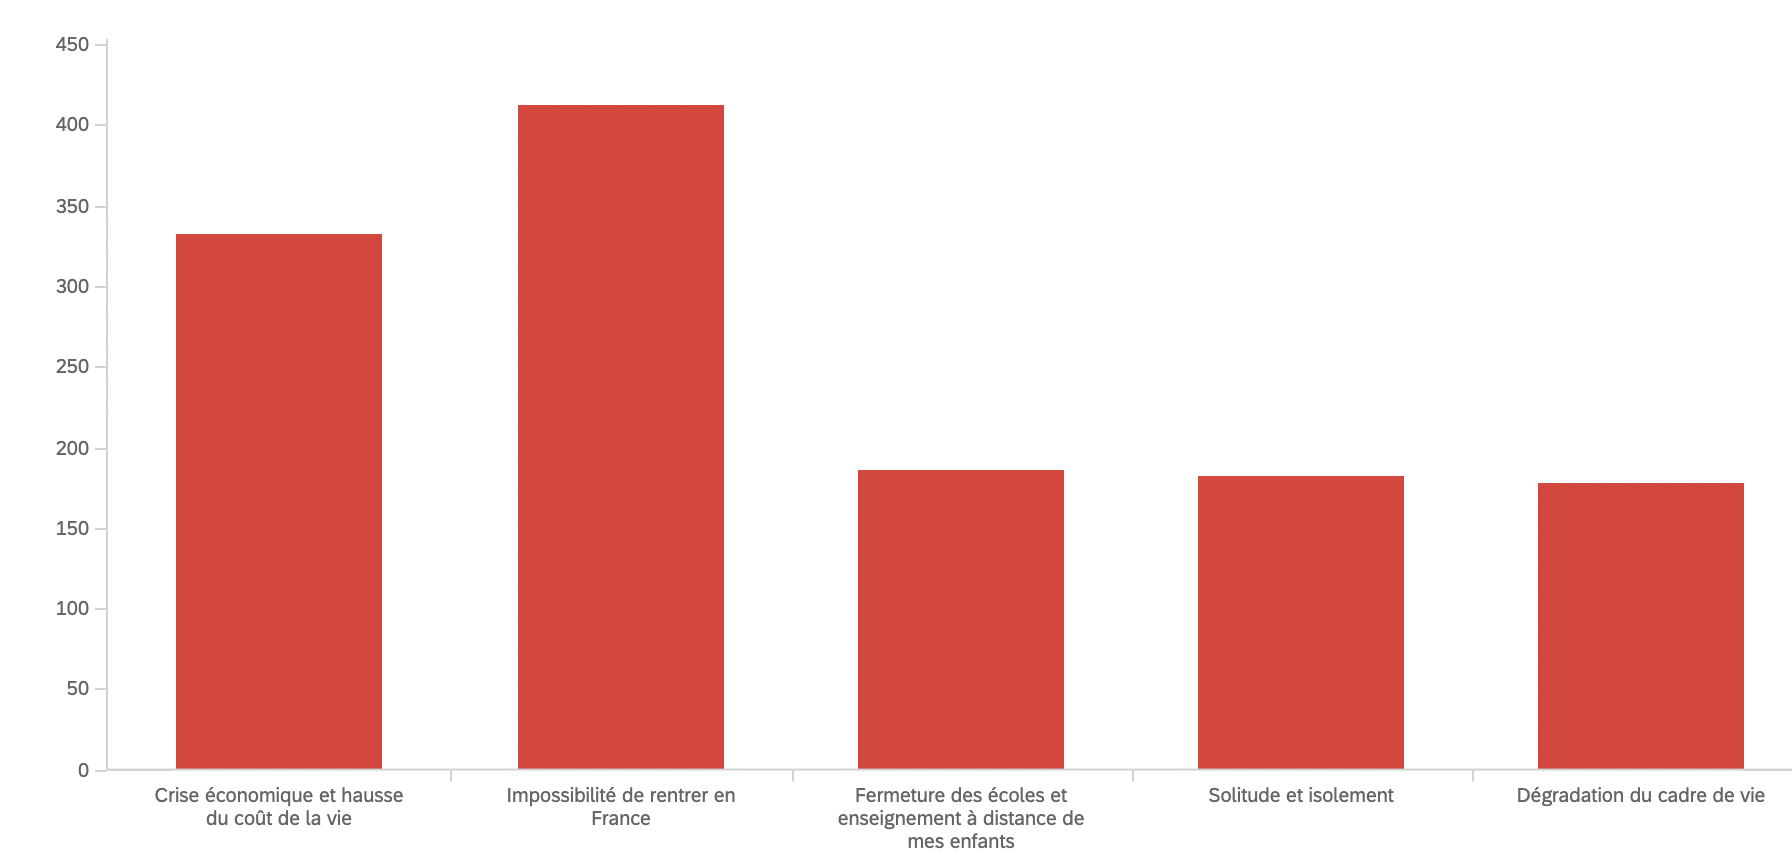 450
400
350
300
250
200
150
100
50
0
Crise économique et hausse
du coût de la vie
Impossibilité de rentrer en
France
Fermeture des écoles et
enseignement à distance de
mes enfants
Solitude et isolement
Dégradation du cadre de vie